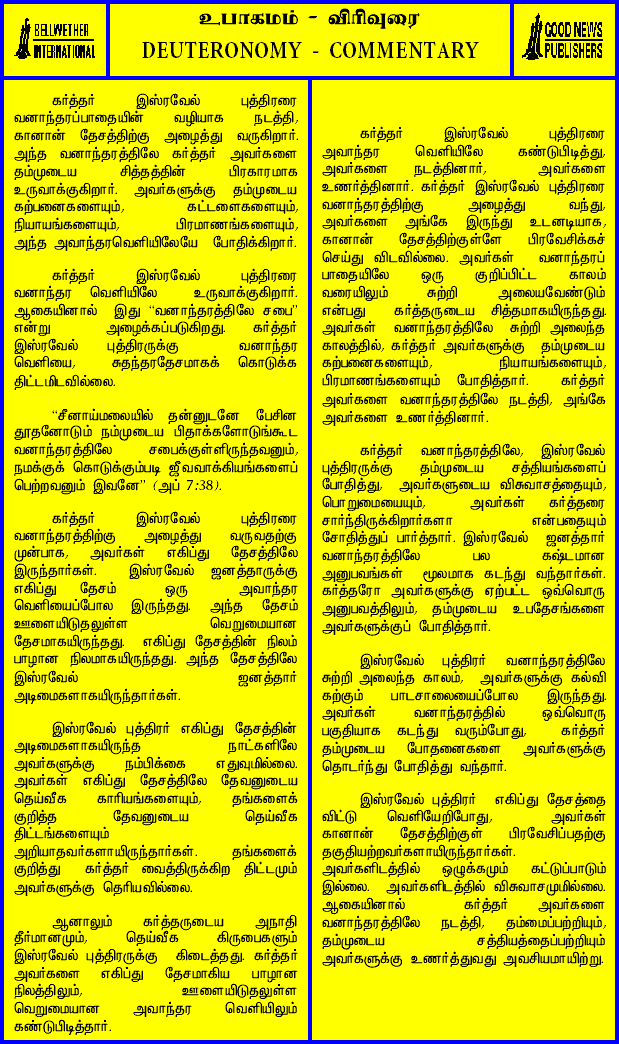 BELLWETHER
INTERNATIONAL
உபாகமம் - விரிவுரை
DEUTERONOMY - COMMENTARY
GOOD NEWS
PUBLISHERS
கர்த்தர் இஸ்ரவேல் புத்திரரை
வனாந்தரப்பாதையின் வழியாக நடத்தி,
கானான் தேசத்திற்கு அழைத்து வருகிறார்.
அந்த வனாந்தரத்திலே கர்த்தர் அவர்களை
தம்முடைய சித்தத்தின் பிரகாரமாக
உருவாக்குகிறார். அவர்களுக்கு தம்முடைய
கற்பனைகளையும், கட்டளைகளையும்,
நியாயங்களையும், பிரமாணங்களையும்,
அந்த அவாந்தரவெளியிலேயே போதிக்கிறார்.
கர்த்தர் இஸ்ரவேல் புத்திரரை
வனாந்தர வெளியிலே உருவாக்குகிறார்.
ஆகையினால் இது “வனாந்தரத்திலே சபை”
என்று அழைக்கப்படுகிறது. கர்த்தர்
இஸ்ரவேல் புத்திரருக்கு வனாந்தர
வெளியை, சுதந்தரதேசமாகக் கொடுக்க
திட்டமிடவில்லை.
“சீனாய்மலையில் தன்னுடனே பேசின
தூதனோடும் நம்முடைய பிதாக்களோடுங்கூட
வனாந்தரத்திலே சபைக்குள்ளிருந்தவனும்,
நமக்குக் கொடுக்கும்படி ஜீவவாக்கியங்களைப்
பெற்றவனும் இவனே” (அப் 7:38).
கர்த்தர் இஸ்ரவேல் புத்திரரை
வனாந்தரத்திற்கு அழைத்து வருவதற்கு
முன்பாக, அவர்கள் எகிப்து தேசத்திலே
இருந்தார்கள். இஸ்ரவேல் ஜனத்தாருக்கு
எகிப்து தேசம் ஒரு அவாந்தர
வெளியைப்போல இருந்தது. அந்த தேசம்
ஊளையிடுதலுள்ள வெறுமையான
தேசமாகயிருந்தது. எகிப்து தேசத்தின் நிலம்
பாழான நிலமாகயிருந்தது. அந்த தேசத்திலே
இஸ்ரவேல் ஜனத்தார்
அடிமைகளாகயிருந்தார்கள்.
இஸ்ரவேல் புத்திரர் எகிப்து தேசத்தின்
அடிமைகளாகயிருந்த நாட்களிலே
அவர்களுக்கு நம்பிக்கை எதுவுமில்லை.
அவர்கள் எகிப்து தேசத்திலே தேவனுடைய
தெய்வீக காரியங்களையும், தங்களைக்
குறித்த தேவனுடைய தெய்வீக
திட்டங்களையும்
அறியாதவர்களாயிருந்தார்கள். தங்களைக்
குறித்து கர்த்தர் வைத்திருக்கிற திட்டமும்
அவர்களுக்கு தெரியவில்லை.
ஆனாலும் கர்த்தருடைய அநாதி
தீர்மானமும், தெய்வீக கிருபைகளும்
இஸ்ரவேல் புத்திரருக்கு கிடைத்தது. கர்த்தர்
அவர்களை எகிப்து தேசமாகிய பாழான
நிலத்திலும், ஊளையிடுதலுள்ள
வெறுமையான அவாந்தர வெளியிலும்
கண்டுபிடித்தார்.
கர்த்தர் இஸ்ரவேல் புத்திரரை
அவாந்தர வெளியிலே கண்டுபிடித்து,
அவர்களை நடத்தினார், அவர்களை
உணர்த்தினார். கர்த்தர் இஸ்ரவேல் புத்திரரை
வனாந்தரத்திற்கு அழைத்து வந்து,
அவர்களை அங்கே இருந்து உடனடியாக,
கானான் தேசத்திற்குள்ளே பிரவேசிக்கச்
செய்து விடவில்லை. அவர்கள் வனாந்தரப்
பாதையிலே ஒரு குறிப்பிட்ட காலம்
வரையிலும் சுற்றி அலையவேண்டும்
என்பது கர்த்தருடைய சித்தமாகயிருந்தது.
அவர்கள் வனாந்தரத்திலே சுற்றி அலைந்த
காலத்தில், கர்த்தர் அவர்களுக்கு தம்முடைய
கற்பனைகளையும், நியாயங்களையும்,
பிரமாணங்களையும் போதித்தார். கர்த்தர்
அவர்களை வனாந்தரத்திலே நடத்தி, அங்கே
அவர்களை உணர்த்தினார்.
கர்த்தர் வனாந்தரத்திலே, இஸ்ரவேல்
புத்திரருக்கு தம்முடைய சத்தியங்களைப்
போதித்து, அவர்களுடைய விசுவாசத்தையும்,
பொறுமையையும், அவர்கள் கர்த்தரை
சார்ந்திருக்கிறார்களா என்பதையும்
சோதித்துப் பார்த்தார். இஸ்ரவேல் ஜனத்தார்
வனாந்தரத்திலே பல கஷ்டமான
அனுபவங்கள் மூலமாக கடந்து வந்தார்கள்.
கர்த்தரோ அவர்களுக்கு ஏற்பட்ட ஒவ்வொரு
அனுபவத்திலும், தம்முடைய உபதேசங்களை
அவர்களுக்குப் போதித்தார்.
இஸ்ரவேல் புத்திரர் வனாந்தரத்திலே
சுற்றி அலைந்த காலம், அவர்களுக்கு கல்வி
கற்கும் பாடசாலையைப்போல இருந்தது.
அவர்கள் வனாந்தரத்தில் ஒவ்வொரு
பகுதியாக கடந்து வரும்போது, கர்த்தர்
தம்முடைய போதனைகளை அவர்களுக்கு
தொடர்ந்து போதித்து வந்தார்.
இஸ்ரவேல் புத்திரர் எகிப்து தேசத்தை
விட்டு வெளியேறிபோது, அவர்கள்
கானான் தேசத்திற்குள் பிரவேசிப்பதற்கு
தகுதியற்றவர்களாயிருந்தார்கள்.
அவர்களிடத்தில் ஒழுக்கமும் கட்டுப்பாடும்
இல்லை. அவர்களிடத்தில் விசுவாசமுமில்லை.
ஆகையினால் கர்த்தர் அவர்களை
வனாந்தரத்திலே நடத்தி, தம்மைப்பற்றியும்,
தம்முடைய சத்தியத்தைப்பற்றியும்
அவர்களுக்கு உணர்த்துவது அவசியமாயிற்று.